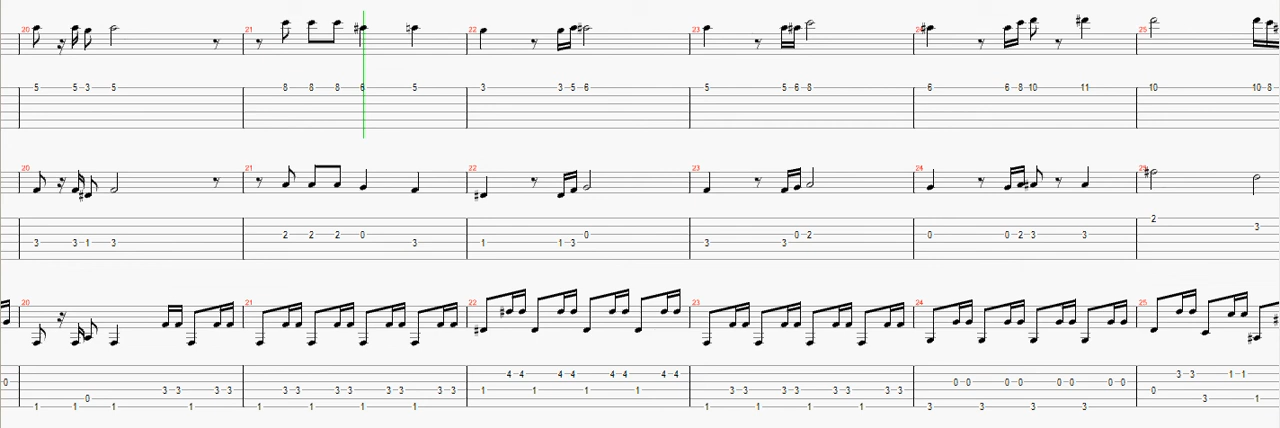 20 21 22 23 24 25
5 5 3 5 8 8 8 6 5 3 3 5 6 5 5 6 8 6 6 8 10 11 10 10 8
20 21 22 23 24 25
2
2 2 2 0 0 0 2 0 0 2 3 3 3
3 3 1 3 3 1 1 3 3 3
20 21 22 23 24 25
4 4 4 4 4 4 4 4 3 3 1 1
0 0 0 0 0 0 0 0 0
3 3 3 3 3 3 3 3 3 3 3 3 1 1 1 1 3 3 3 3 3 3 3 3 0
0 3 1
1 1 1 1 1 1 1 1 1 1 1 1 3 3 3 3